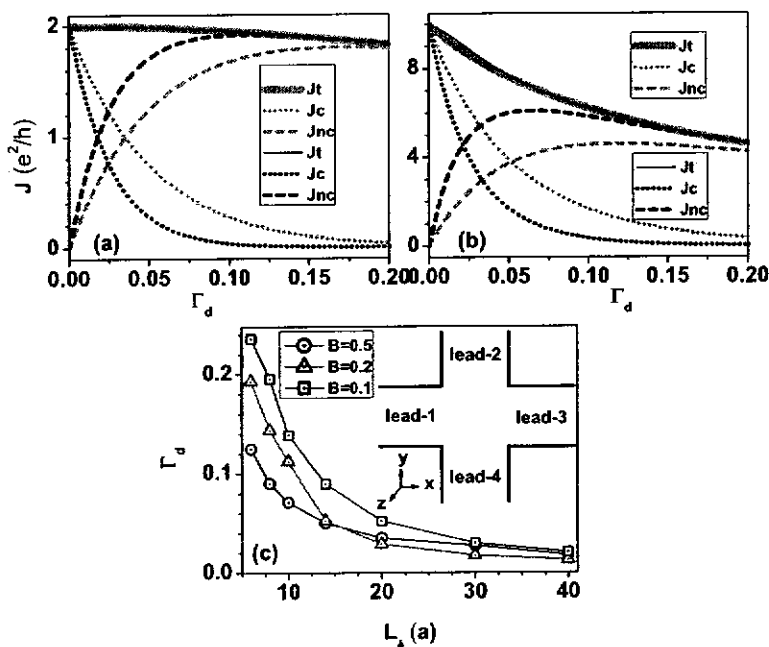 J (e²/h)
2
1
0
Jt
Jc
Jnc
Jt
Jc
Jnc
(a)
0.00 0.05 0.10 0.15 0.20
Γd
8
4
0
Jt
Jc
Jnc
Jt
Jc
Jnc
(b)
0.00 0.05 0.10 0.15 0.20
Γd
Γd
0.2
0.1
0.0
B=0.5
B=0.2
B=0.1
lead-2
lead-1
lead-3
lead-4
y
x
z
(c)
10 20 30 40
(a)